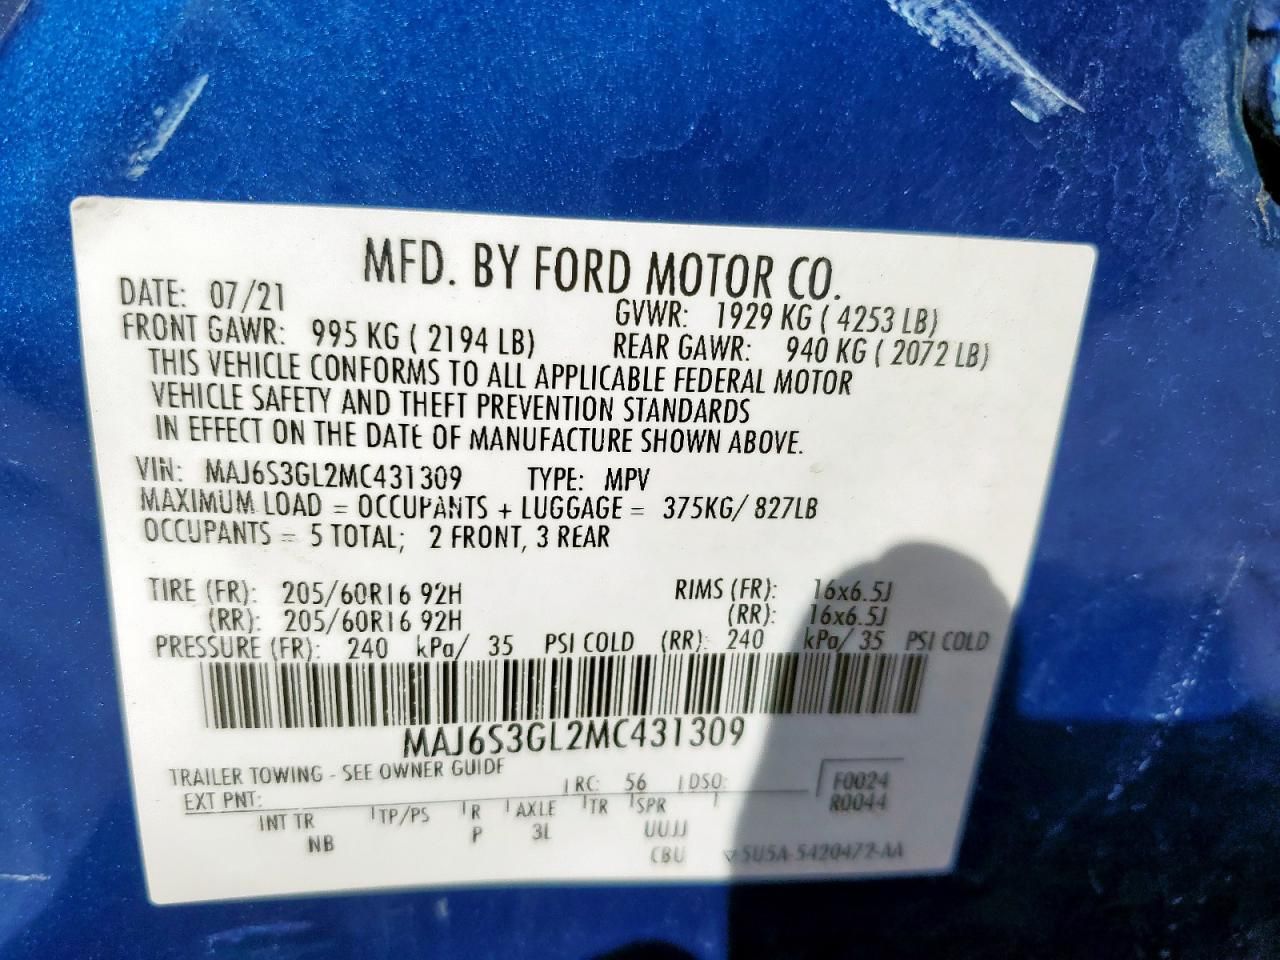 MFD. BY FORD MOTOR CO.
DATE: 07/21 GVWR: 1929 KG ( 4253 LB)
FRONT GAWR: 995 KG ( 2194 LB) REAR GAWR: 940 KG ( 2072 LB)
THIS VEHICLE CONFORMS TO ALL APPLICABLE FEDERAL MOTOR
VEHICLE SAFETY AND THEFT PREVENTION STANDARDS
IN EFFECT ON THE DATE OF MANUFACTURE SHOWN ABOVE.
VIN: MAJ6S3GL2MC431309 TYPE: MPV
MAXIMUM LOAD = OCCUPANTS + LUGGAGE = 375KG/ 827LB
OCCUPANTS = 5 TOTAL; 2 FRONT, 3 REAR
TIRE (FR): 205/60R16 92H RIMS (FR): 16x6.5J
(RR): 205/60R16 92H (RR): 16x6.5J
PRESSURE (FR): 240 kPa/ 35 PSI COLD (RR): 240 kPa/ 35 PSI COLD
MAJ6S3GL2MC431309
TRAILER TOWING - SEE OWNER GUIDE
EXT PNT: RC: 56 DSO: F0024
R0044
INT TR TP/PS R AXLE TR SPR
NB P 3L UUJJ
CBU 5U5A-5420472-AA